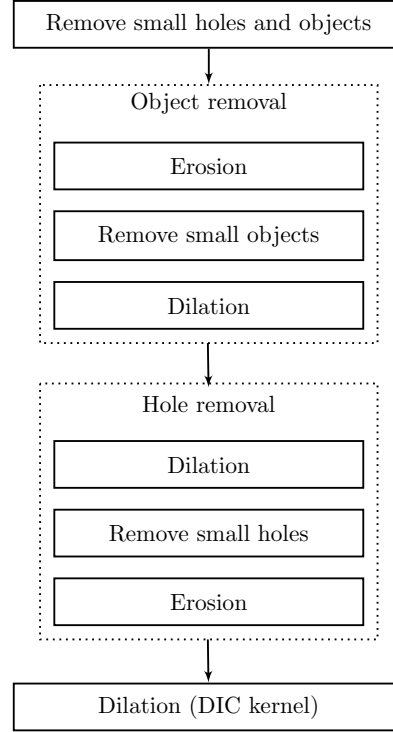 Remove small holes and objects
Object removal
Erosion
Remove small objects
Dilation
Hole removal
Dilation
Remove small holes
Erosion
Dilation (DIC kernel)